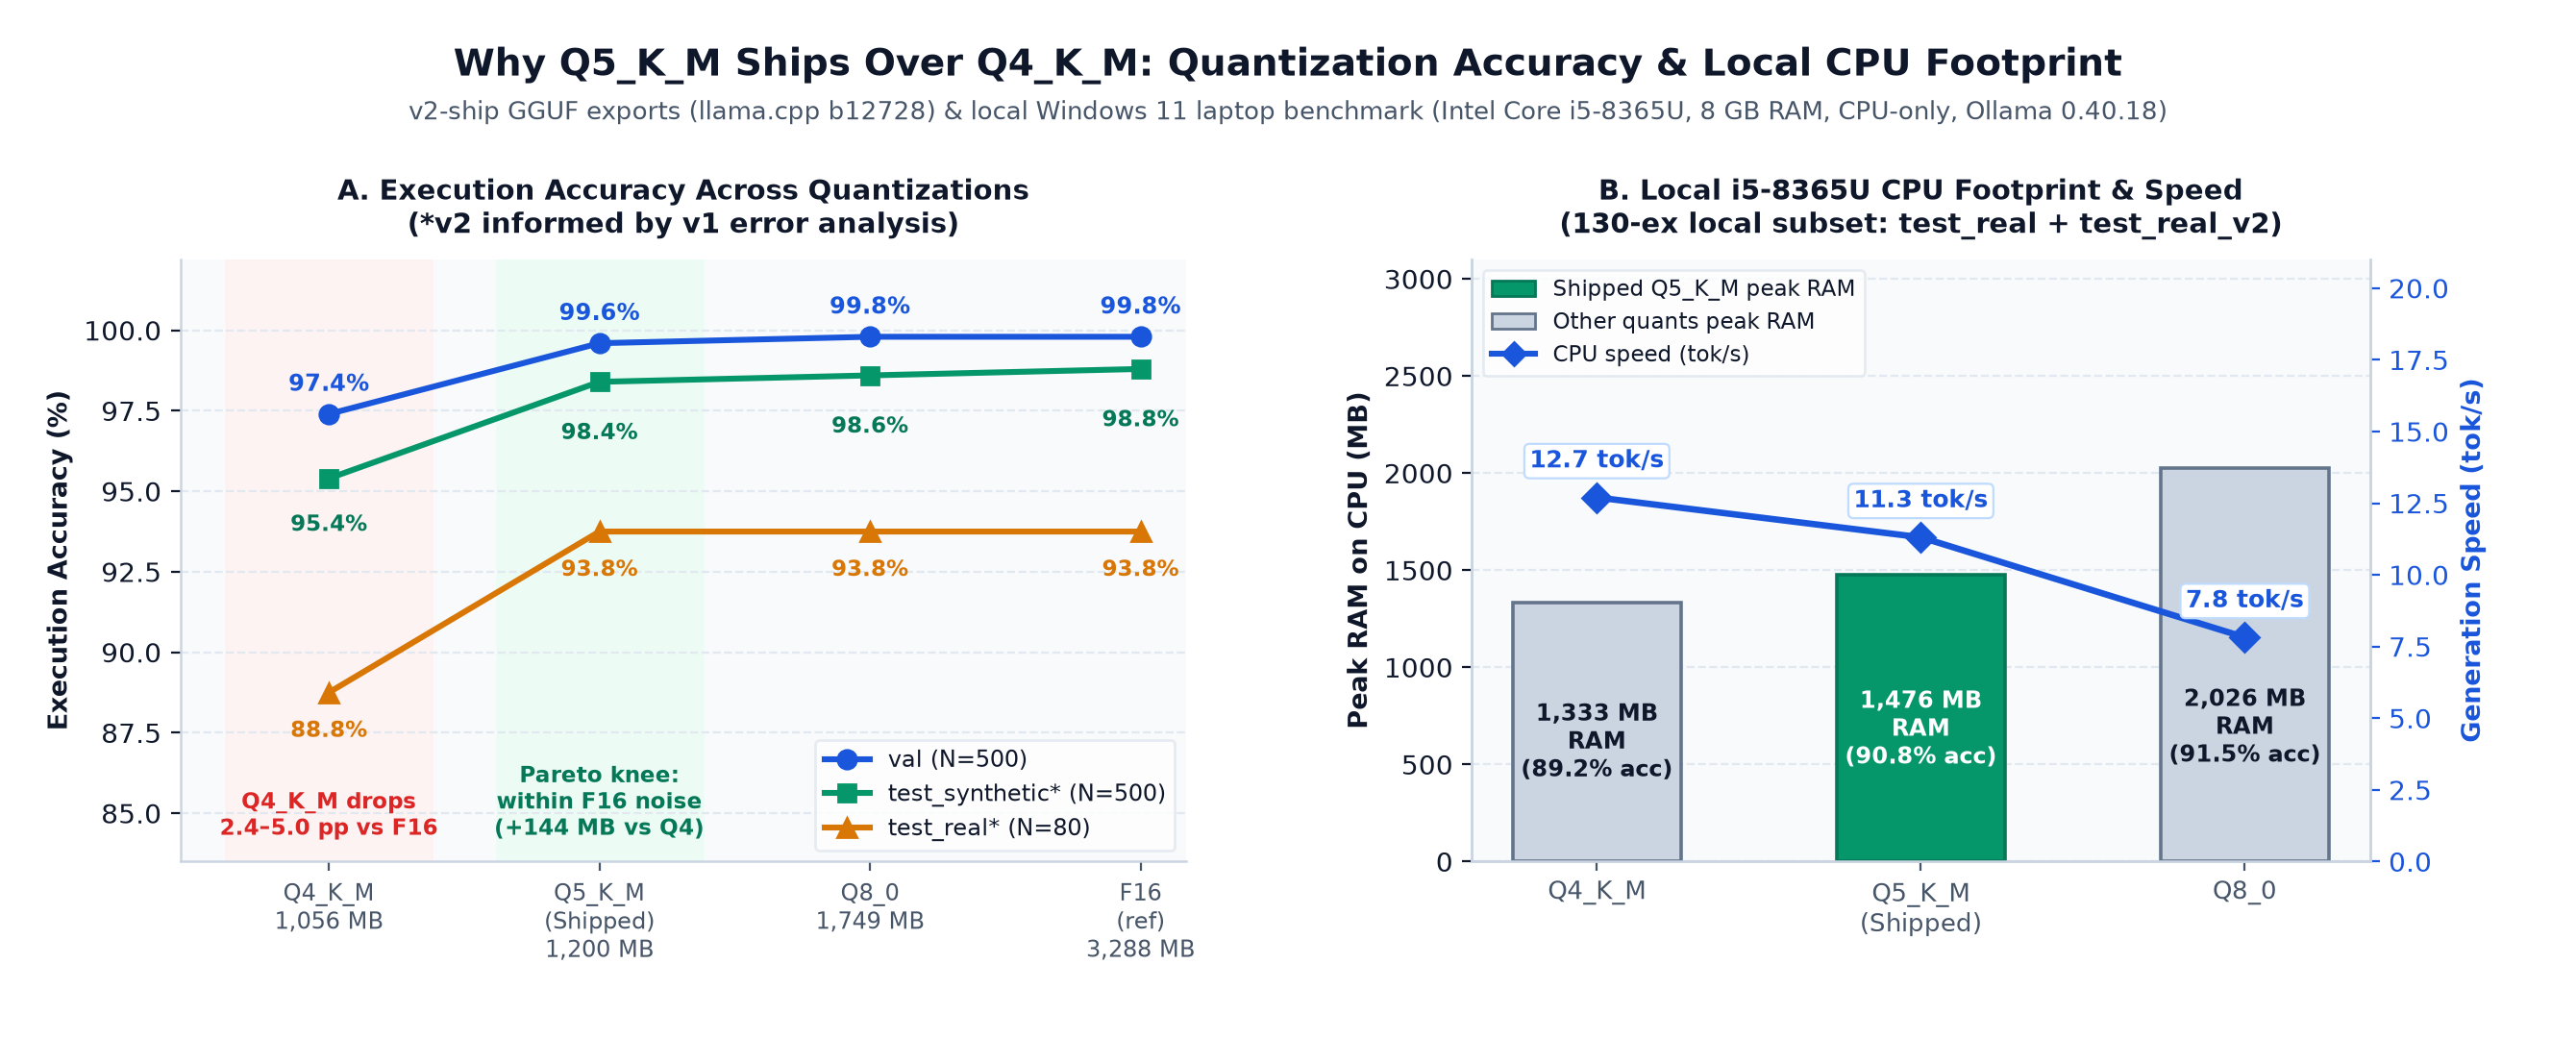 Why Q5_K_M Ships Over Q4_K_M: Quantization Accuracy & Local CPU Footprint
v2-ship GGUF exports (llama.cpp b12728) & local Windows 11 laptop benchmark (Intel Core i5-8365U, 8 GB RAM, CPU-only, Ollama 0.40.18)
A. Execution Accuracy Across Quantizations
(*v2 informed by v1 error analysis)
Execution Accuracy (%)
100.0
97.5
95.0
92.5
90.0
87.5
85.0
97.4%
99.6%
99.8%
99.8%
95.4%
98.4%
98.6%
98.8%
88.8%
93.8%
93.8%
93.8%
Q4_K_M drops
2.4–5.0 pp vs F16
Pareto knee:
within F16 noise
(+144 MB vs Q4)
val (N=500)
test_synthetic* (N=500)
test_real* (N=80)
Q4_K_M
1,056 MB
Q5_K_M
(Shipped)
1,200 MB
Q8_0
1,749 MB
F16
(ref)
3,288 MB
B. Local i5-8365U CPU Footprint & Speed
(130-ex local subset: test_real + test_real_v2)
Peak RAM on CPU (MB)
3000
2500
2000
1500
1000
500
0
Shipped Q5_K_M peak RAM
Other quants peak RAM
CPU speed (tok/s)
12.7 tok/s
11.3 tok/s
7.8 tok/s
1,333 MB
RAM
(89.2% acc)
1,476 MB
RAM
(90.8% acc)
2,026 MB
RAM
(91.5% acc)
Q4_K_M
Q5_K_M
(Shipped)
Q8_0
20.0
17.5
15.0
12.5
10.0
7.5
5.0
2.5
0.0
Generation Speed (tok/s)